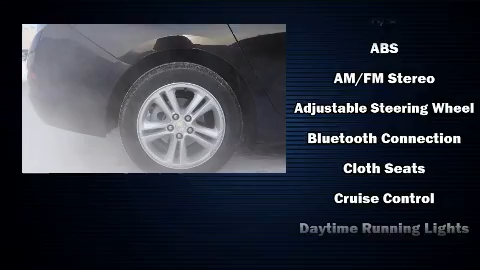 ABS
AM/FM Stereo
Adjustable Steering Wheel
Bluetooth Connection
Cloth Seats
Cruise Control
Daytime Running Lights